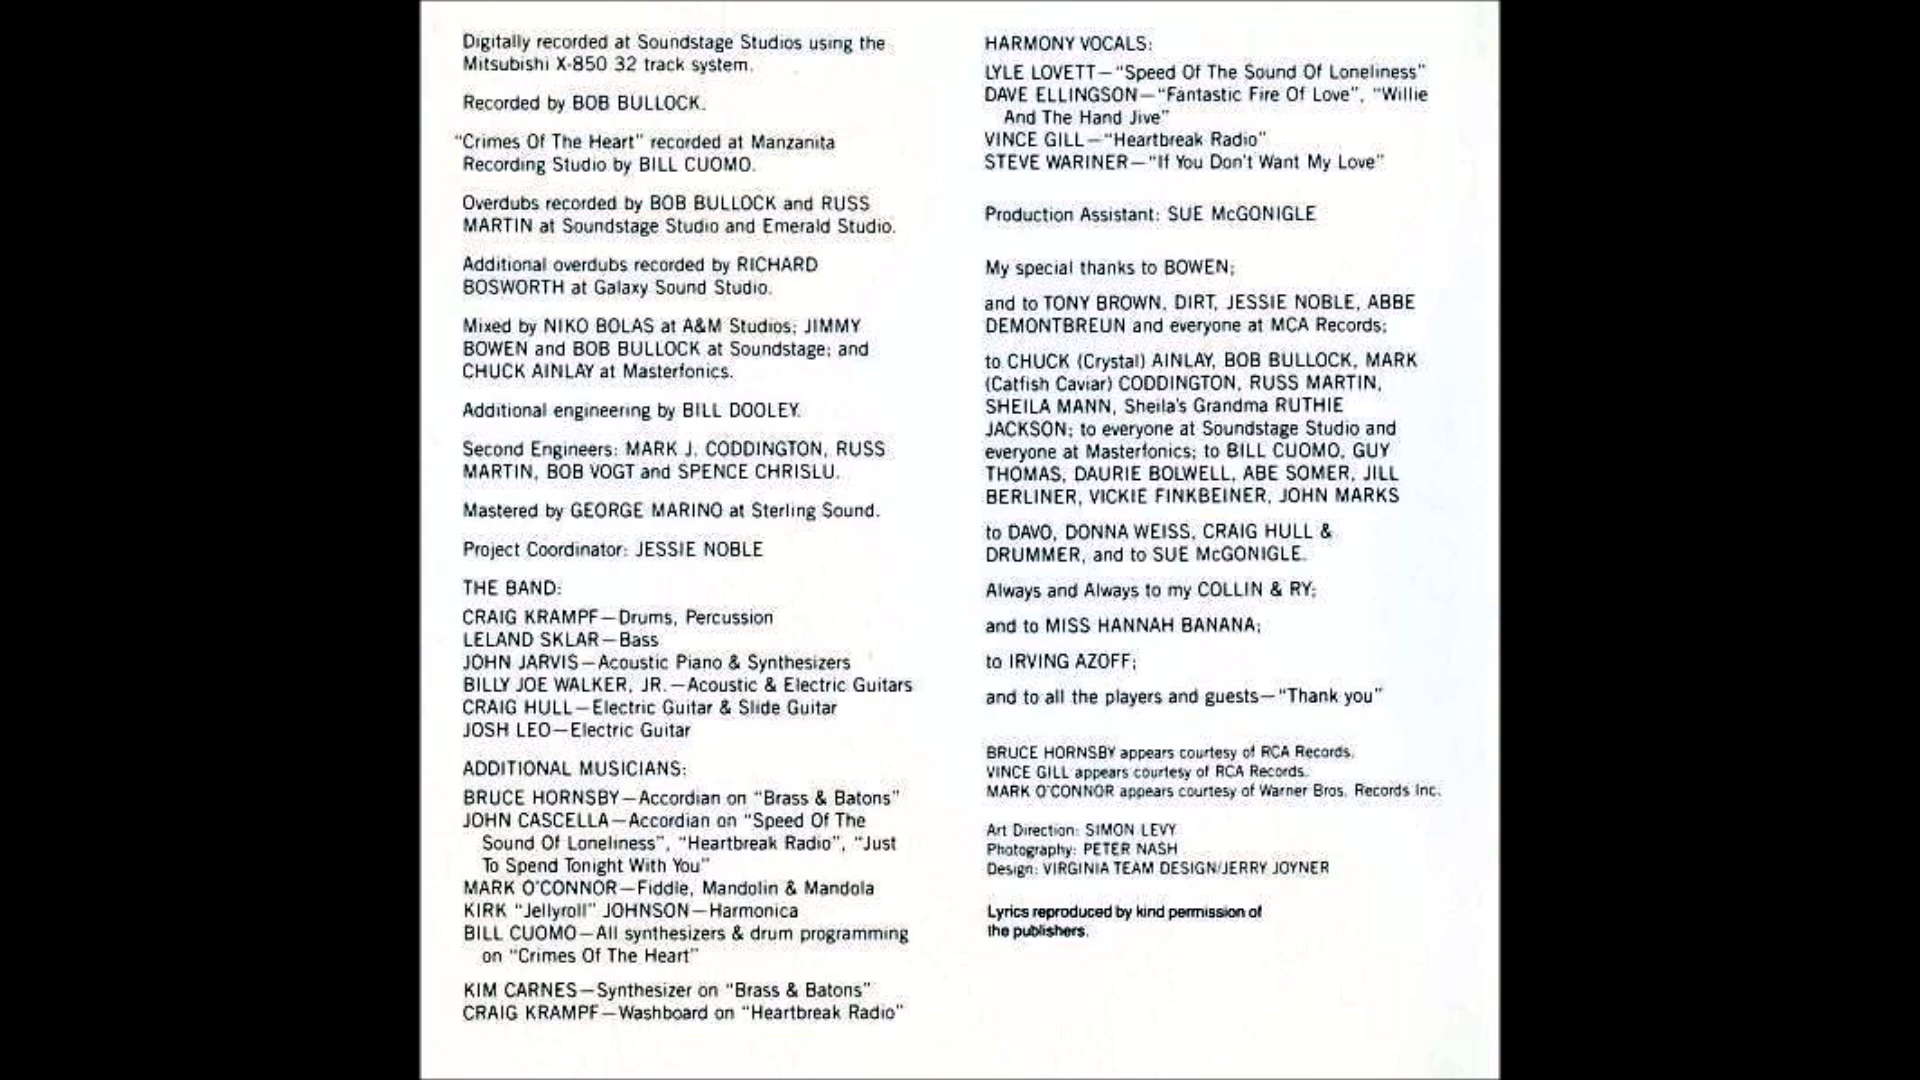 Digitally recorded at Soundstage Studios using the
Mitsubishi X-850 32 track system.
Recorded by BOB BULLOCK.
"Crimes Of The Heart" recorded at Manzanita
Recording Studio by BILL CUOMO.
Overdubs recorded by BOB BULLOCK and RUSS
MARTIN at Soundstage Studio and Emerald Studio.
Additional overdubs recorded by RICHARD
BOSWORTH at Galaxy Sound Studio.
Mixed by NIKO BOLAS at A&M Studios; JIMMY
BOWEN and BOB BULLOCK at Soundstage; and
CHUCK AINLAY at Masterfonics.
Additional engineering by BILL DOOLEY.
Second Engineers: MARK J. CODDINGTON, RUSS
MARTIN, BOB VOGT and SPENCE CHRISLU.
Mastered by GEORGE MARINO at Sterling Sound.
Project Coordinator: JESSIE NOBLE
THE BAND:
CRAIG KRAMPF—Drums, Percussion
LELAND SKLAR—Bass
JOHN JARVIS—Acoustic Piano & Synthesizers
BILLY JOE WALKER, JR.—Acoustic & Electric Guitars
CRAIG HULL—Electric Guitar & Slide Guitar
JOSH LEO—Electric Guitar
ADDITIONAL MUSICIANS:
BRUCE HORNSBY—Accordian on "Brass & Batons"
JOHN CASCELLA—Accordian on "Speed Of The
Sound Of Loneliness", "Heartbreak Radio", "Just
To Spend Tonight With You"
MARK O'CONNOR—Fiddle, Mandolin & Mandola
KIRK "Jellyroll" JOHNSON—Harmonica
BILL CUOMO—All synthesizers & drum programming
on "Crimes Of The Heart"
KIM CARNES—Synthesizer on "Brass & Batons"
CRAIG KRAMPF—Washboard on "Heartbreak Radio"
HARMONY VOCALS:
LYLE LOVETT—"Speed Of The Sound Of Loneliness"
DAVE ELLINGSON—"Fantastic Fire Of Love", "Willie
And The Hand Jive"
VINCE GILL—"Heartbreak Radio"
STEVE WARINER—"If You Don't Want My Love"
Production Assistant: SUE McGONIGLE
My special thanks to BOWEN;
and to TONY BROWN, DIRT, JESSIE NOBLE, ABBE
DEMONTBREUN and everyone at MCA Records;
to CHUCK (Crystal) AINLAY, BOB BULLOCK, MARK
(Catfish Caviar) CODDINGTON, RUSS MARTIN,
SHEILA MANN, Sheila's Grandma RUTHIE
JACKSON; to everyone at Soundstage Studio and
everyone at Masterfonics; to BILL CUOMO, GUY
THOMAS, DAURIE BOLWELL, ABE SOMER, JILL
BERLINER, VICKIE FINKBEINER, JOHN MARKS
to DAVO, DONNA WEISS, CRAIG HULL &
DRUMMER, and to SUE McGONIGLE.
Always and Always to my COLLIN & RY;
and to MISS HANNAH BANANA;
to IRVING AZOFF;
and to all the players and guests—"Thank you"
BRUCE HORNSBY appears courtesy of RCA Records.
VINCE GILL appears courtesy of RCA Records.
MARK O'CONNOR appears courtesy of Warner Bros. Records Inc.
Art Direction: SIMON LEVY
Photography: PETER NASH
Design: VIRGINIA TEAM DESIGN/JERRY JOYNER
Lyrics reproduced by kind permission of
the publishers.